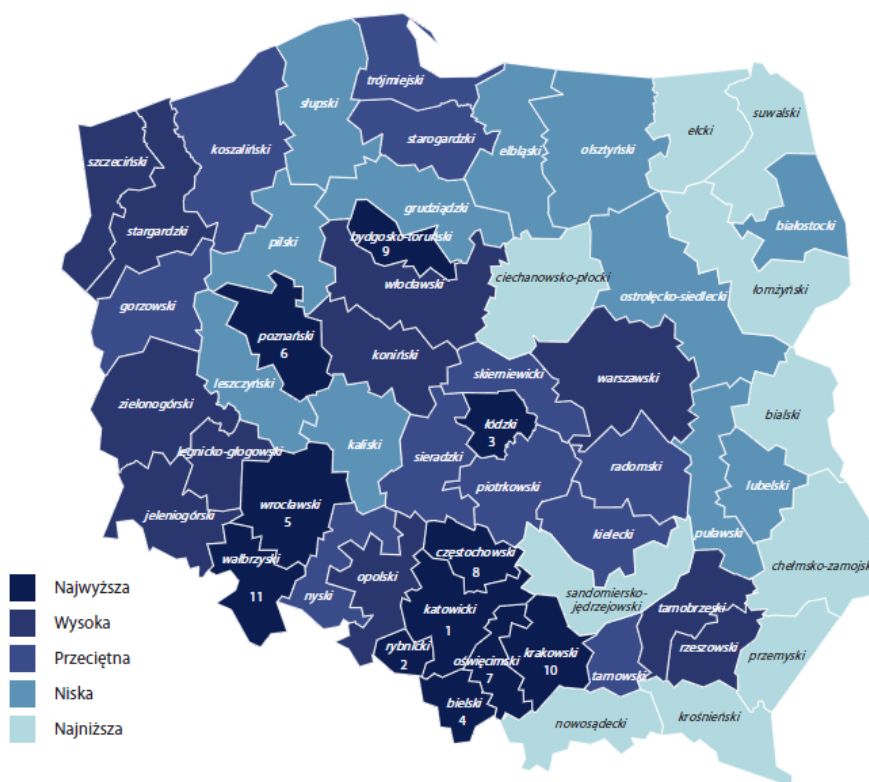 trójmiejski
słupski
suwalski
ełcki
starogardzki
koszaliński
szczeciński
elbląski
olsztyński
grudziądzki
białostocki
stargardzki
bydgosko-toruński
9
pilski
ciechanowsko-płocki
włocławski
łomżyński
ostrołęcko-siedlecki
gorzowski
poznański
6
koniński
skierniewicki
warszawski
leszczyński
zielonogórski
bialski
łódzki
3
kaliski
legnicko-głogowski
sieradzki
radomski
lubelski
piotrkowski
wrocławski
5
jeleniogórski
kielecki
puławski
częstochowski
8
wałbrzyski
11
chełmsko-zamojsk
opolski
nyski
sandomiersko-
jędrzejowski
tarnobrzeski
katowicki
1
rybnicki
2
oświęcimski
7
krakowski
10
rzeszowski
przemyski
tarnowski
bielski
4
nowosądecki
krośnieński
Najwyższa
Wysoka
Przeciętna
Niska
Najniższa